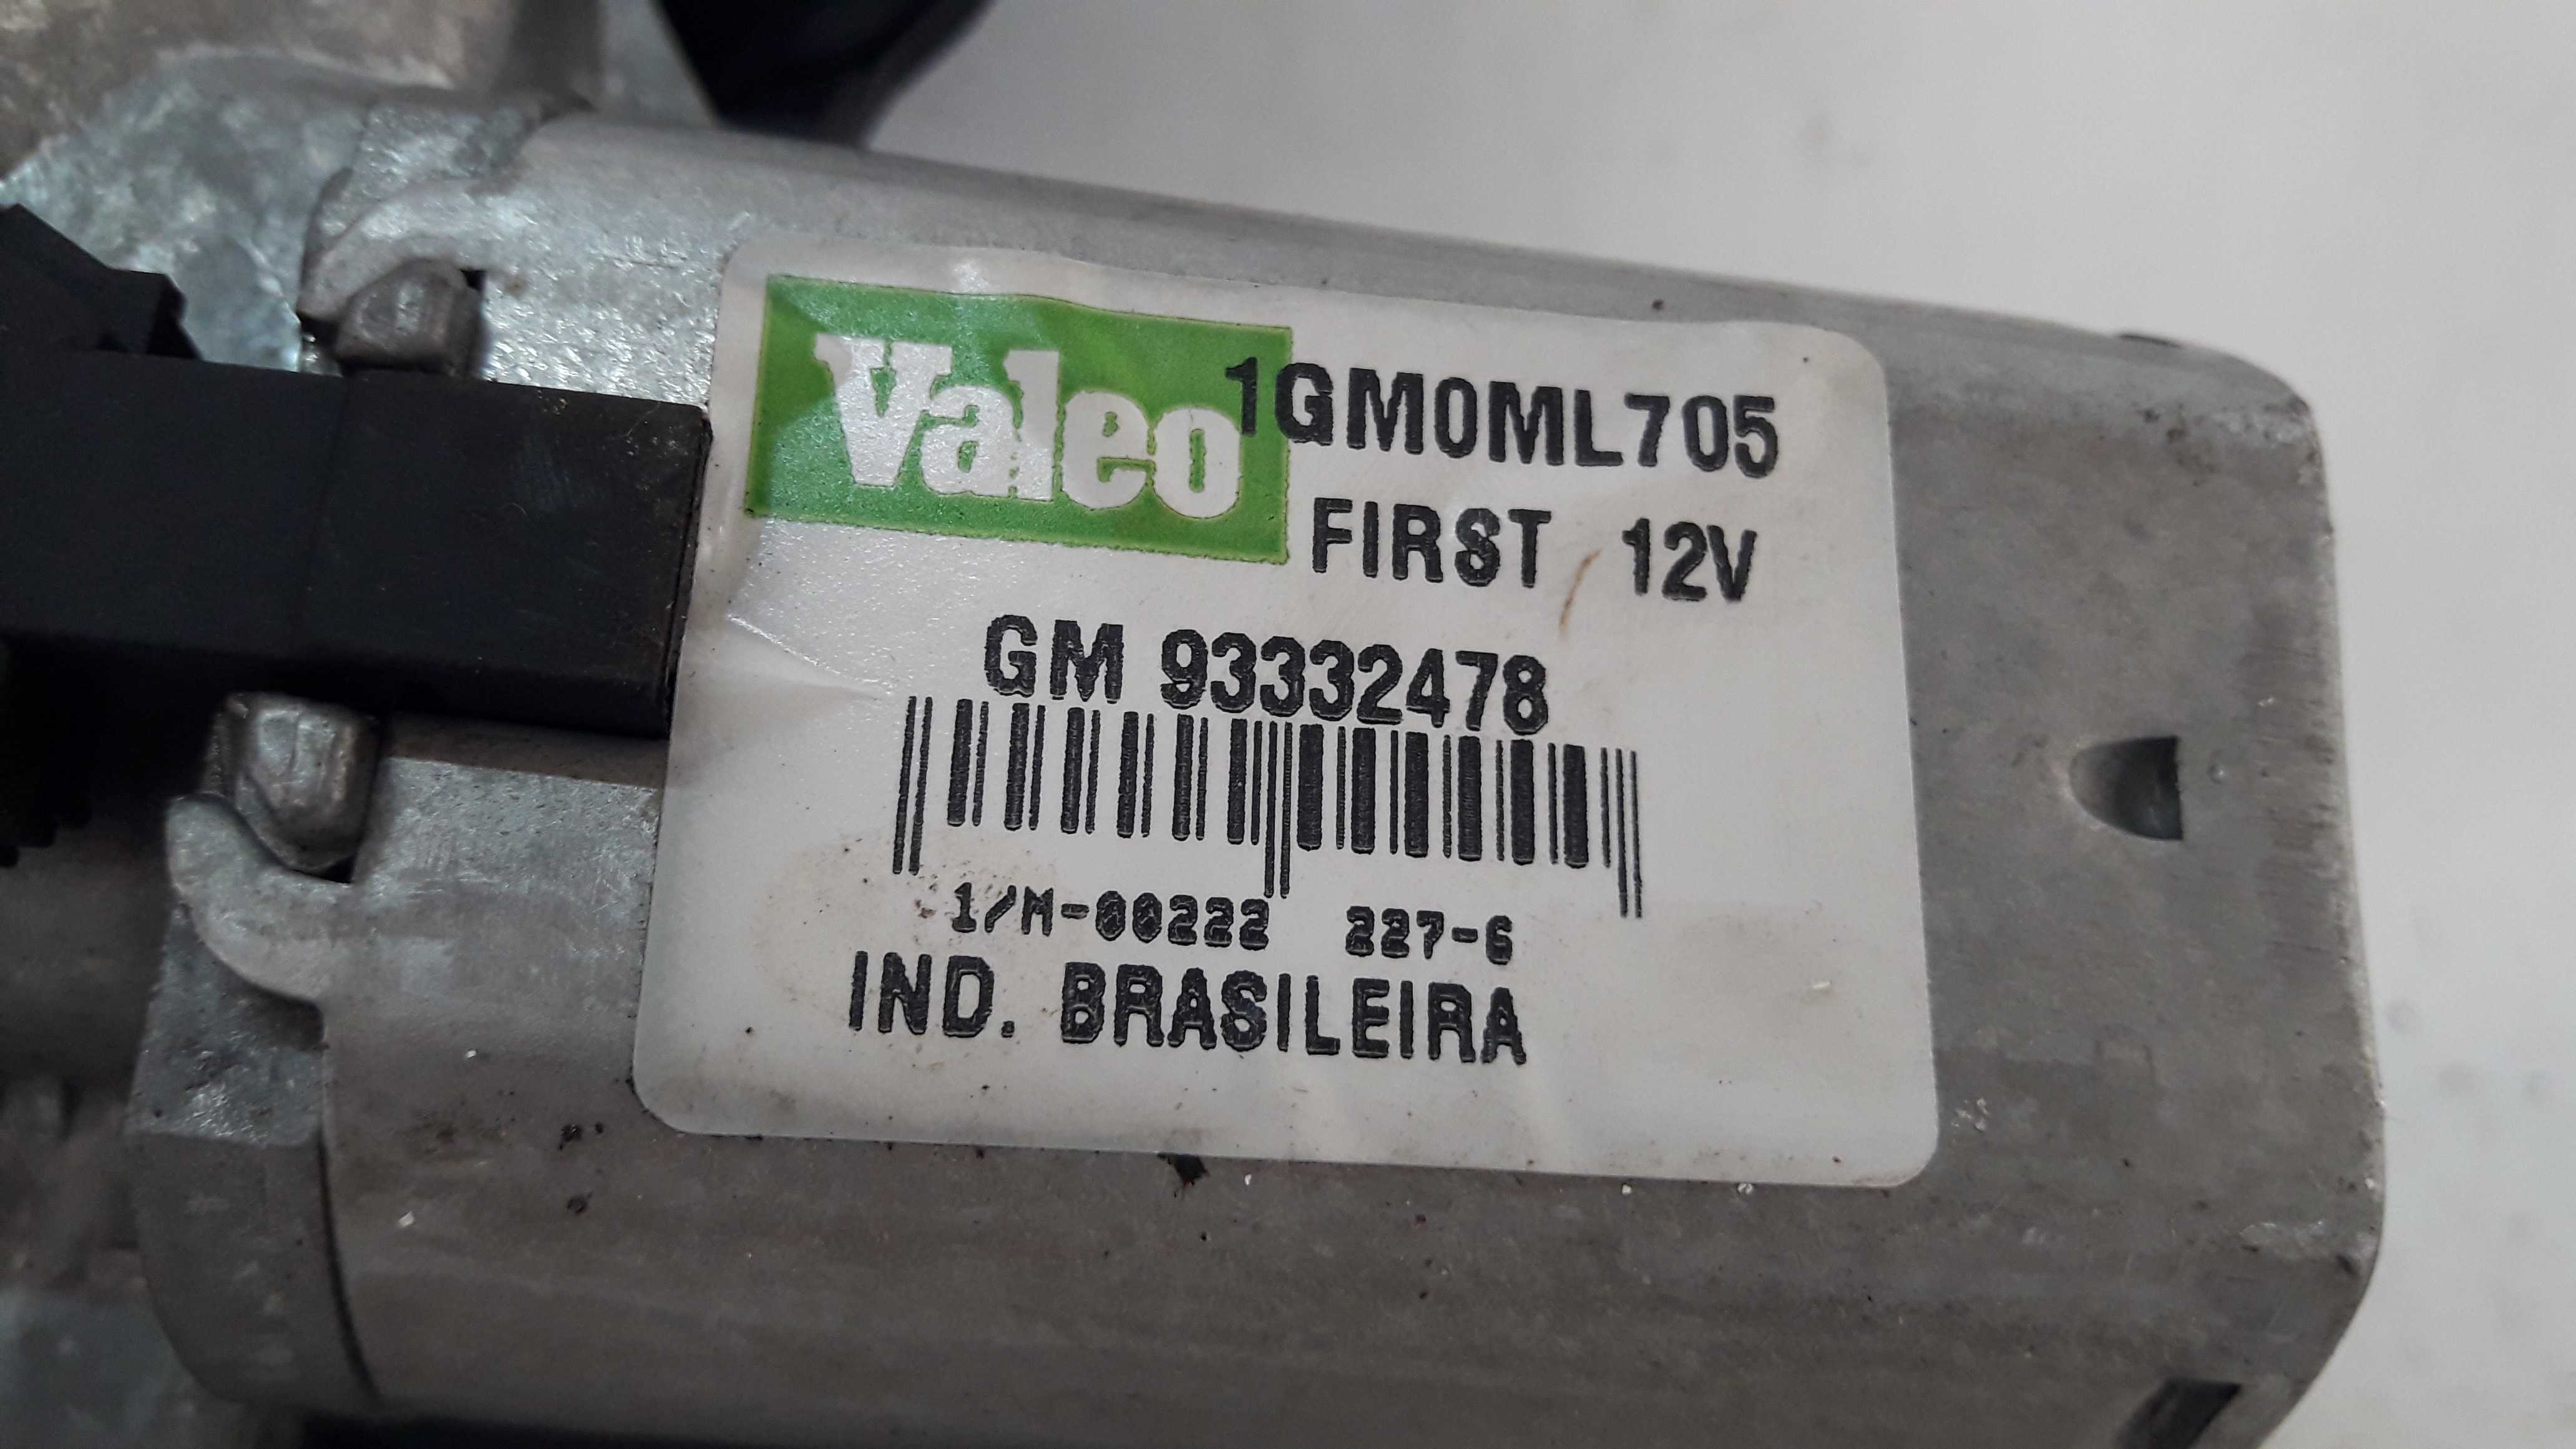 Valeo 1GM0ML705
FIRST 12V
GM 93332478
1/M-00222 227-6
IND. BRASILEIRA